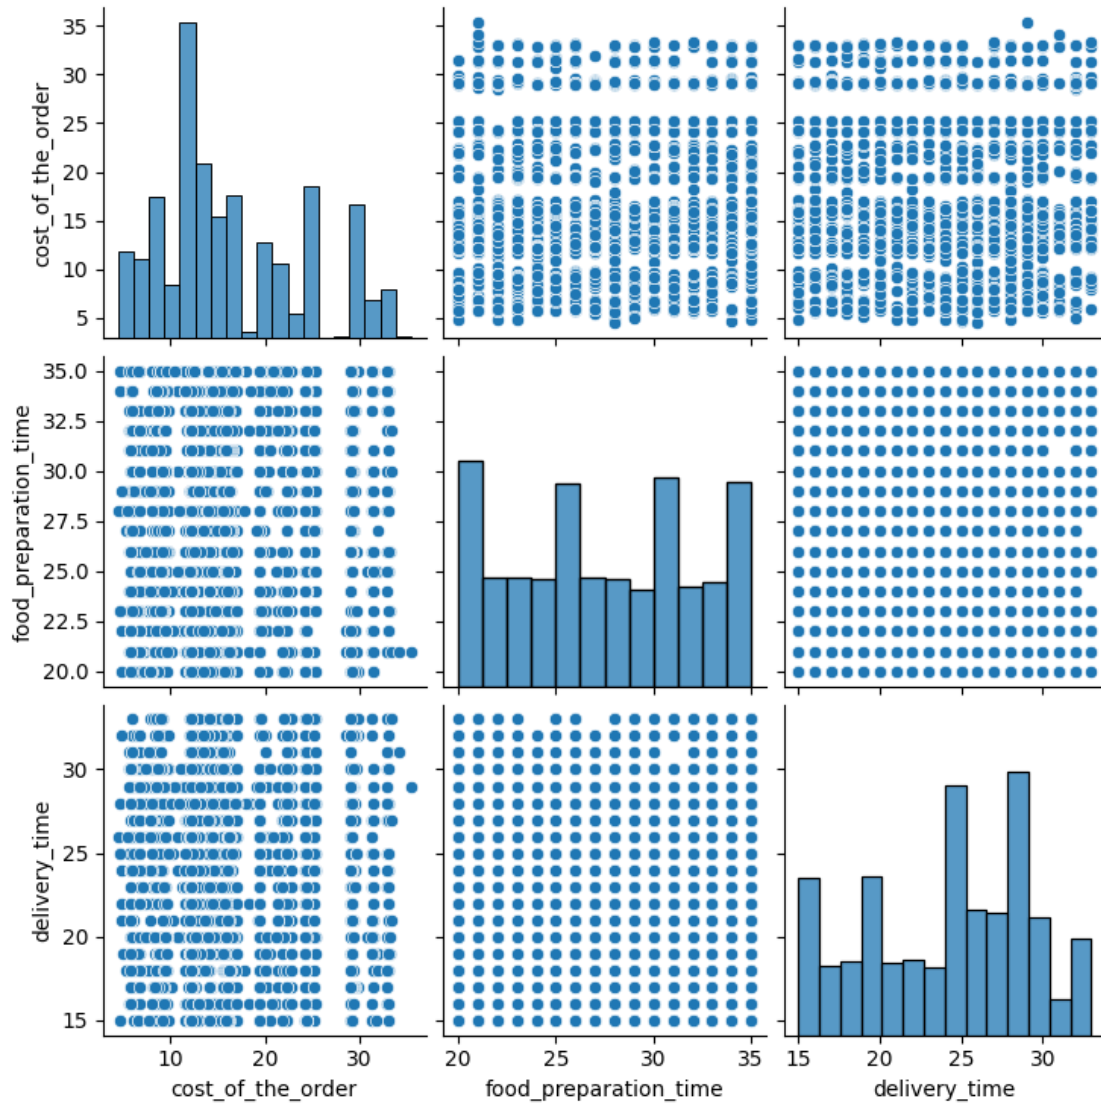 35
30
25
20
15
10
5
cost_of_the_order
35.0
32.5
30.0
27.5
25.0
22.5
20.0
food_preparation_time
30
25
20
15
delivery_time
10 20 30
cost_of_the_order
20 25 30 35
food_preparation_time
15 20 25 30
delivery_time